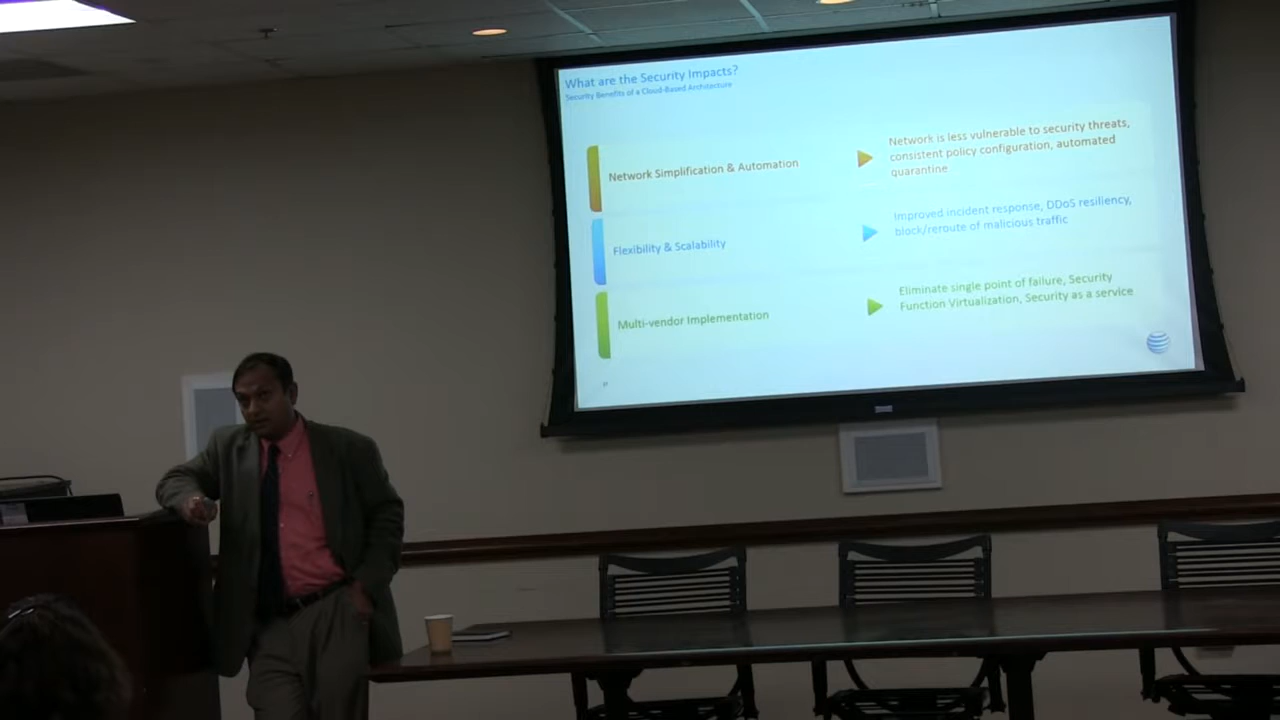 What are the Security Impacts?
Security Benefits of a Cloud-Based Architecture
Network Simplification & Automation
Network is less vulnerable to security threats,
consistent policy configuration, automated
quarantine
Flexibility & Scalability
Improved incident response, DDoS resiliency,
block/reroute of malicious traffic
Multi-vendor Implementation
Eliminate single point of failure, Security
Function Virtualization, Security as a service